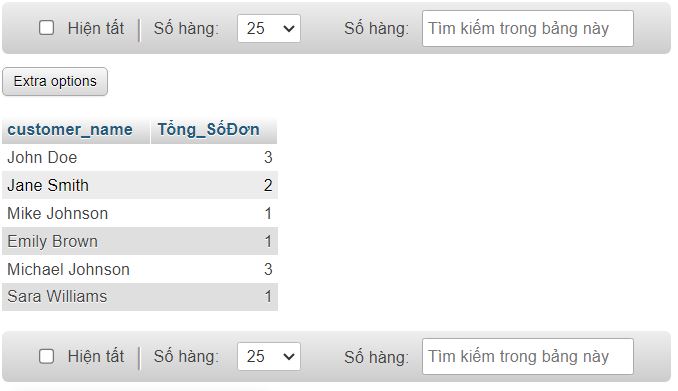 Hiện tất Số hàng: 25 Số hàng: Tìm kiếm trong bảng này
Extra options
customer_name Tổng_SốĐơn
John Doe 3
Jane Smith 2
Mike Johnson 1
Emily Brown 1
Michael Johnson 3
Sara Williams 1
Hiện tất Số hàng: 25 Số hàng: Tìm kiếm trong bảng này